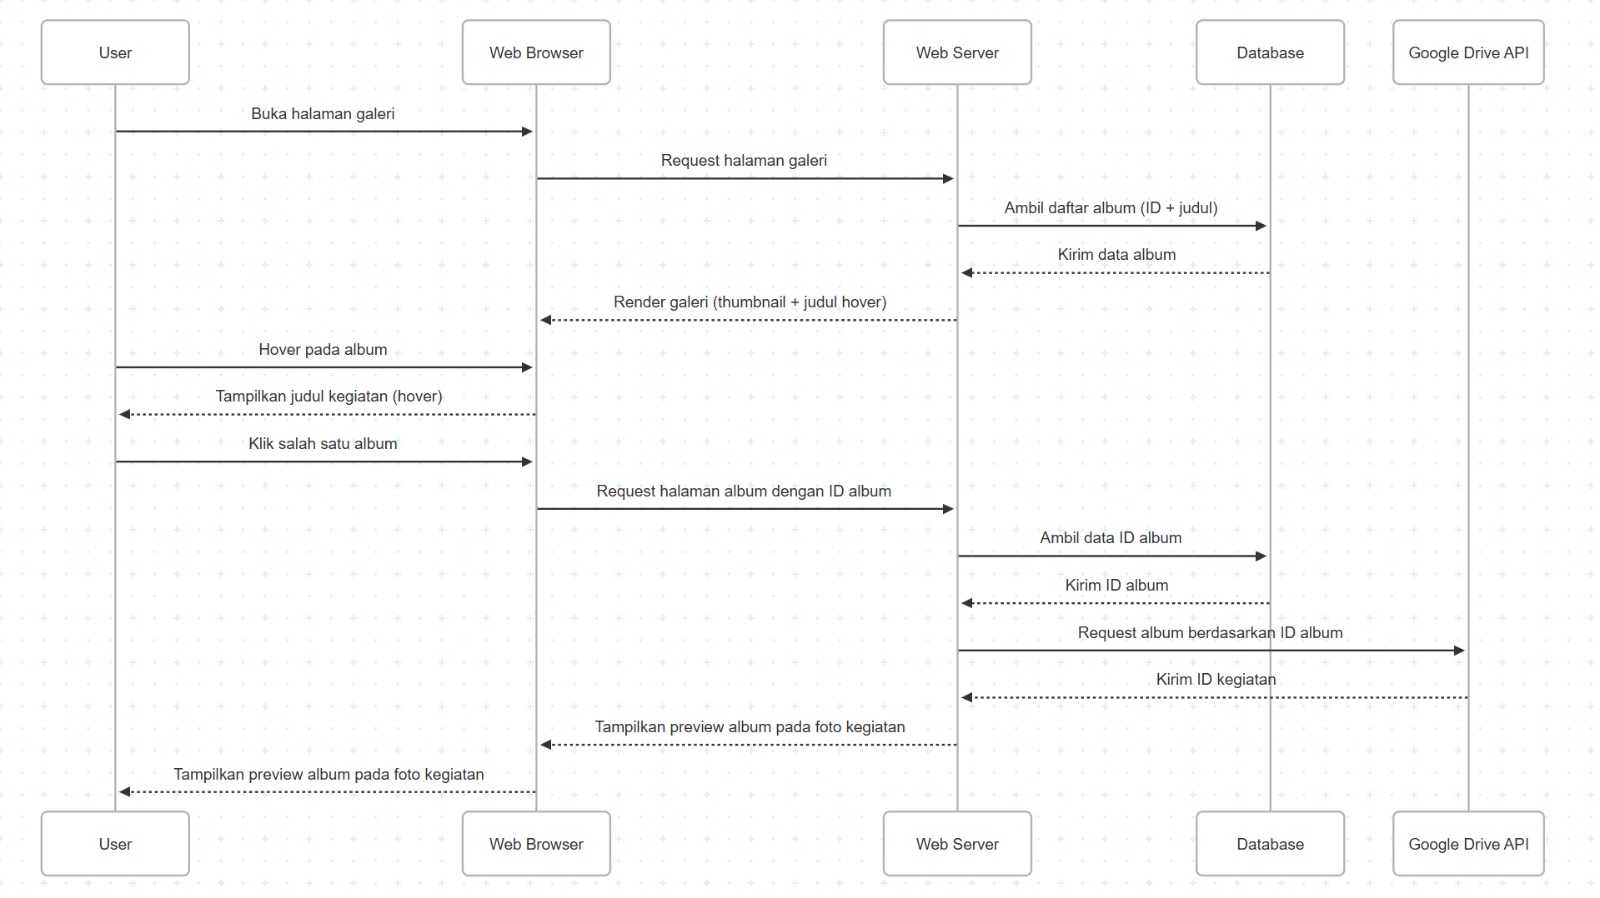 User
Web Browser
Web Server
Database
Google Drive API
Buka halaman galeri
Request halaman galeri
Ambil daftar album (ID + judul)
Kirim data album
Render galeri (thumbnail + judul hover)
Hover pada album
Tampilkan judul kegiatan (hover)
Klik salah satu album
Request halaman album dengan ID album
Ambil data ID album
Kirim ID album
Request album berdasarkan ID album
Kirim ID kegiatan
Tampilkan preview album pada foto kegiatan
Tampilkan preview album pada foto kegiatan
User
Web Browser
Web Server
Database
Google Drive API